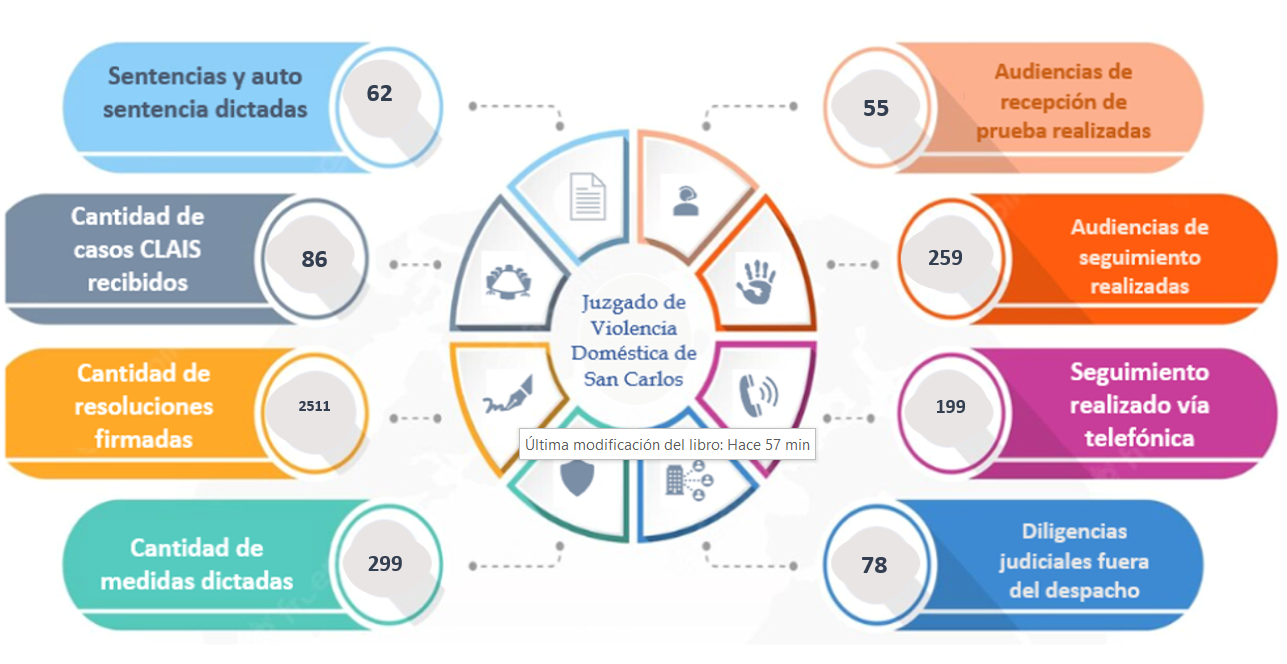 Sentencias y auto
sentencia dictadas
62
55
Audiencias de
recepción de
prueba realizadas
Cantidad de
casos CLAIS
recibidos
86
259
Audiencias de
seguimiento
realizadas
Juzgado de
Violencia
Doméstica de
San Carlos
Cantidad de
resoluciones
firmadas
2511
199
Seguimiento
realizado vía
telefónica
Última modificación del libro: Hace 57 min
Cantidad de
medidas dictadas
299
78
Diligencias
judiciales fuera
del despacho